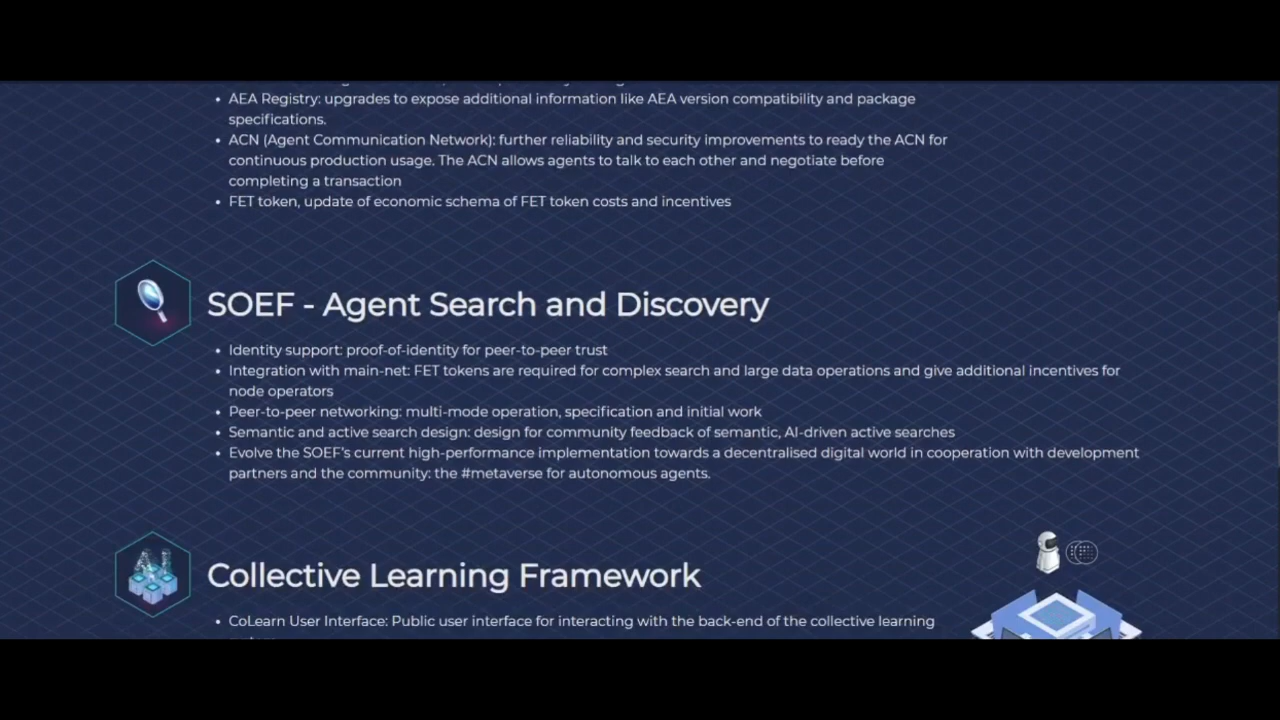 • AEA Registry: upgrades to expose additional information like AEA version compatibility and package
specifications.
• ACN (Agent Communication Network): further reliability and security improvements to ready the ACN for
continuous production usage. The ACN allows agents to talk to each other and negotiate before
completing a transaction
• FET token, update of economic schema of FET token costs and incentives
SOEF - Agent Search and Discovery
• Identity support: proof-of-identity for peer-to-peer trust
• Integration with main-net: FET tokens are required for complex search and large data operations and give additional incentives for
node operators
• Peer-to-peer networking: multi-mode operation, specification and initial work
• Semantic and active search design: design for community feedback of semantic, AI-driven active searches
• Evolve the SOEF's current high-performance implementation towards a decentralised digital world in cooperation with development
partners and the community: the #metaverse for autonomous agents.
Collective Learning Framework
• CoLearn User Interface: Public user interface for interacting with the back-end of the collective learning